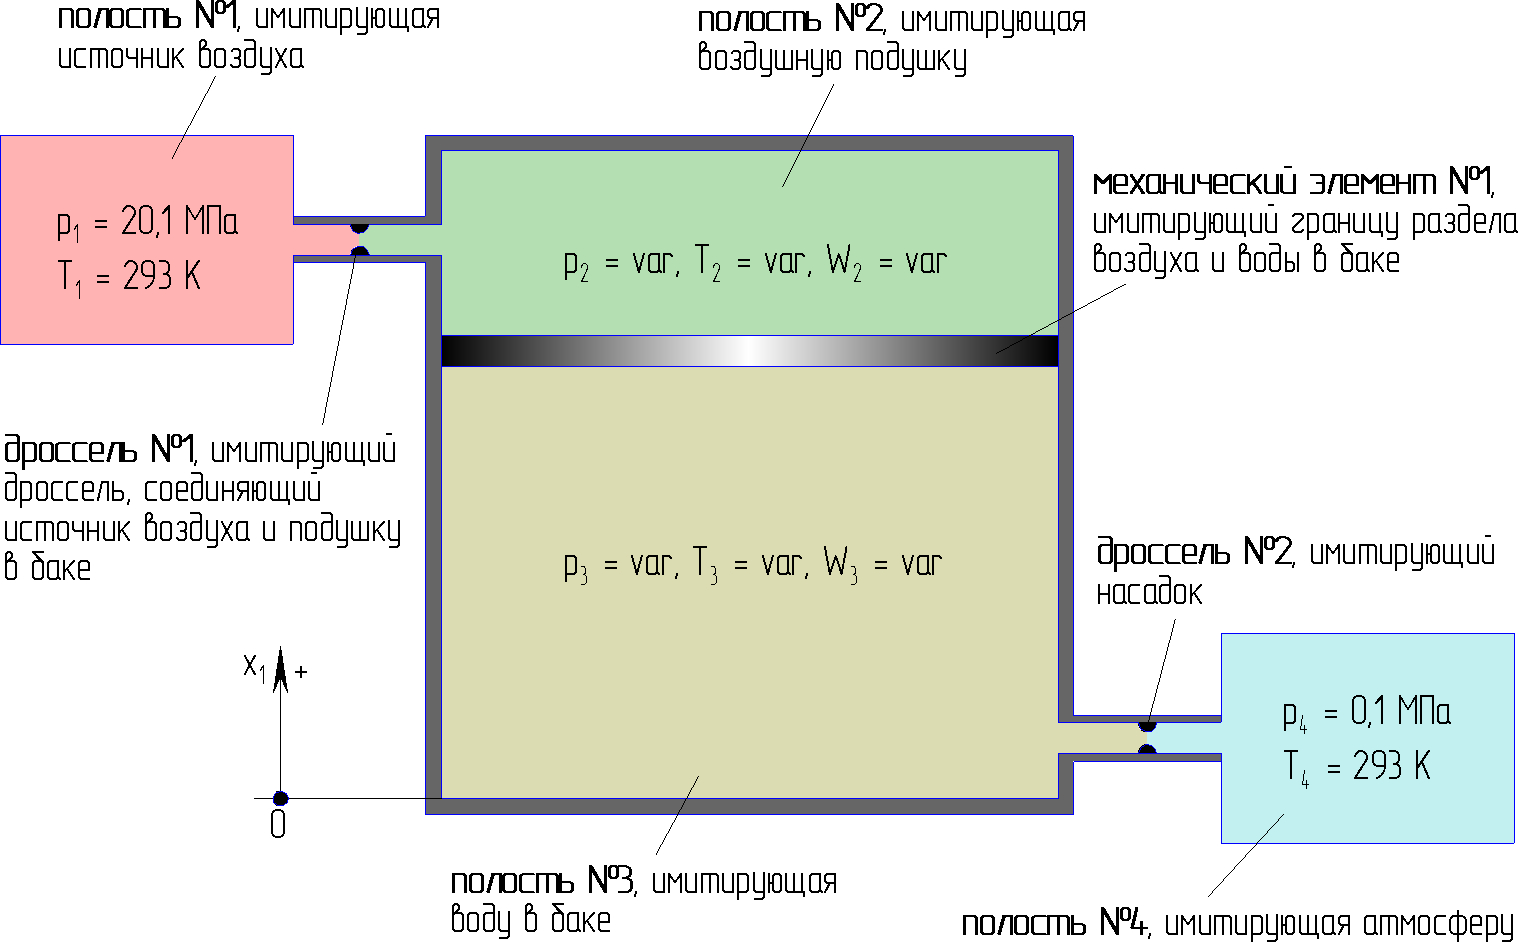 полость №1, имитирующая
источник воздуха
полость №2, имитирующая
воздушную подушку
механический элемент №1,
имитирующий границу раздела
воздуха и воды в баке
p1 = 20,1 МПа
T1 = 293 К
p2 = var, T2 = var, W2 = var
дроссель №1, имитирующий
дроссель, соединяющий
источник воздуха и подушку
в баке
p3 = var, T3 = var, W3 = var
дроссель №2, имитирующий
насадок
x1 +
0
p4 = 0,1 МПа
T4 = 293 К
полость №3, имитирующая
воду в баке
полость №4, имитирующая атмосферу